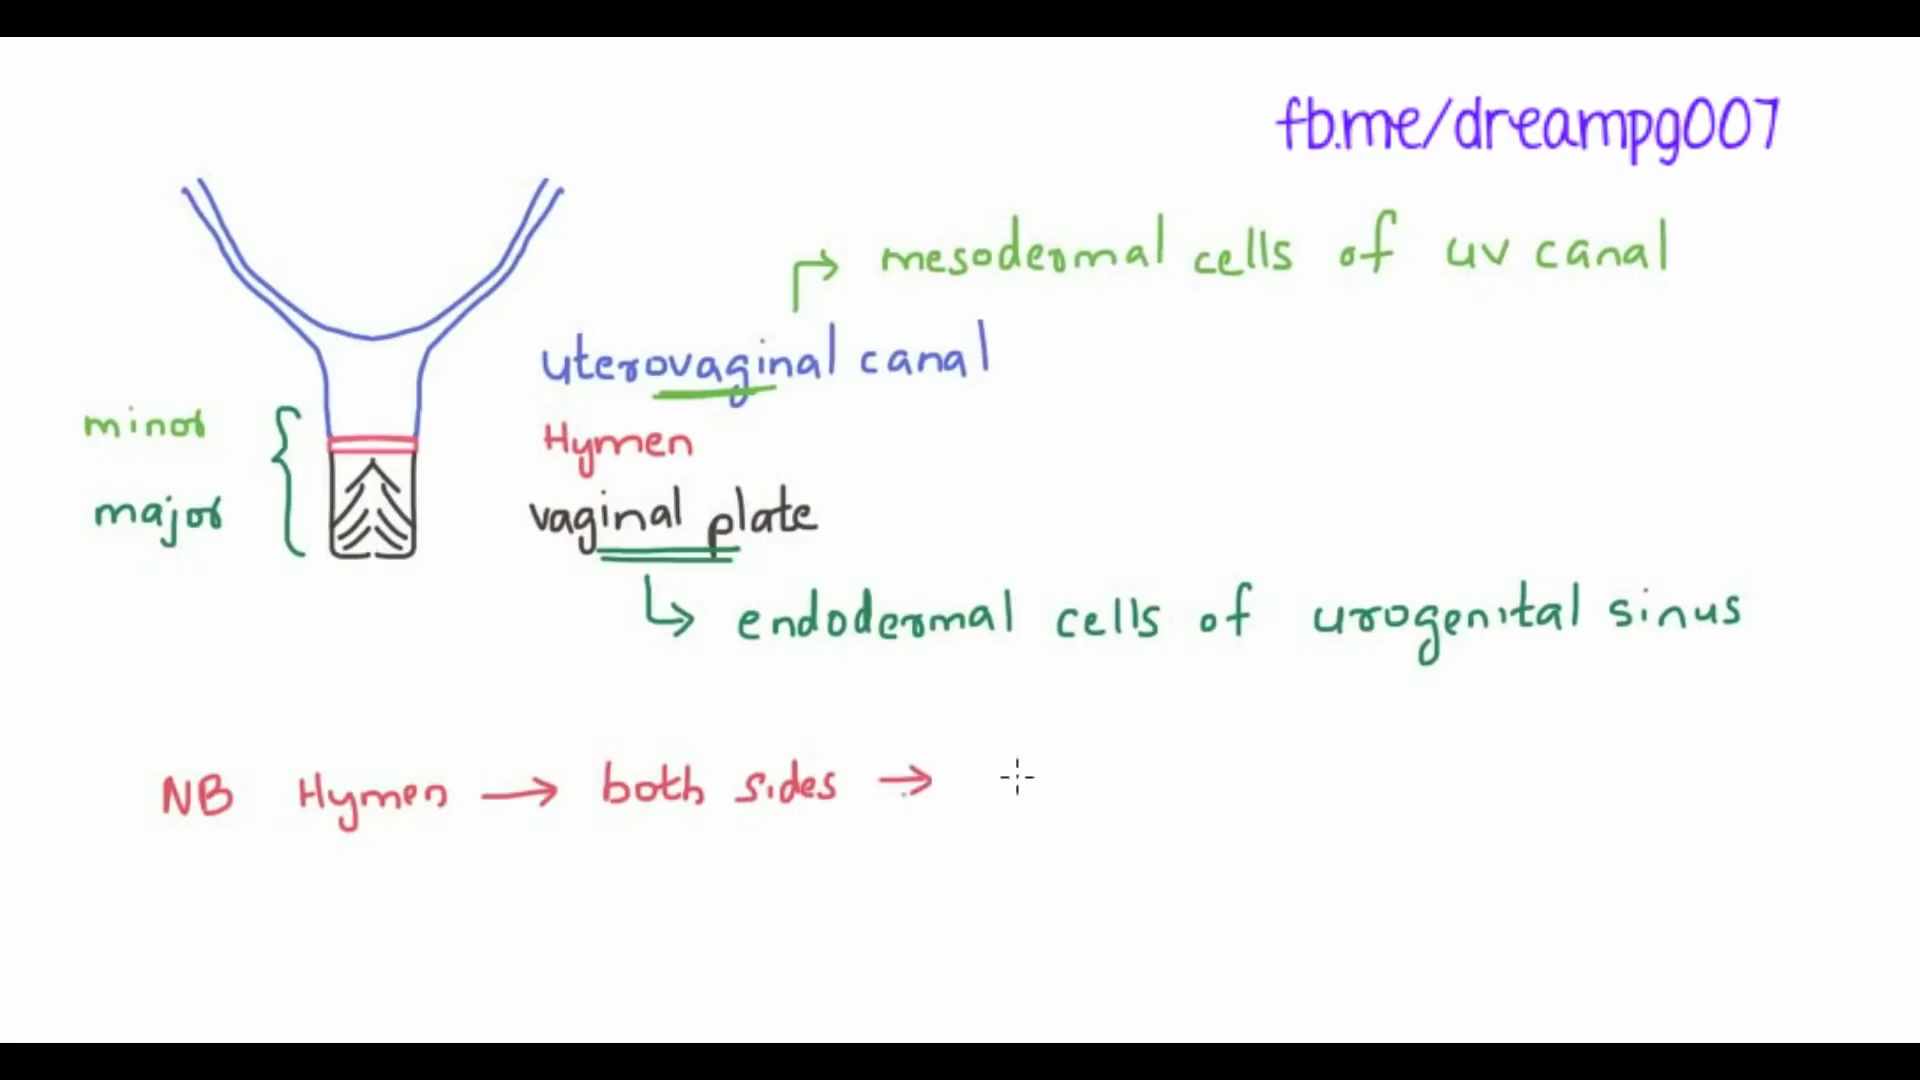 fb.me/dreampg007
mesodermal cells of uv canal
uterovaginal canal
minor
Hymen
major
vaginal plate
endodermal cells of urogenital sinus
NB Hymen → both sides →